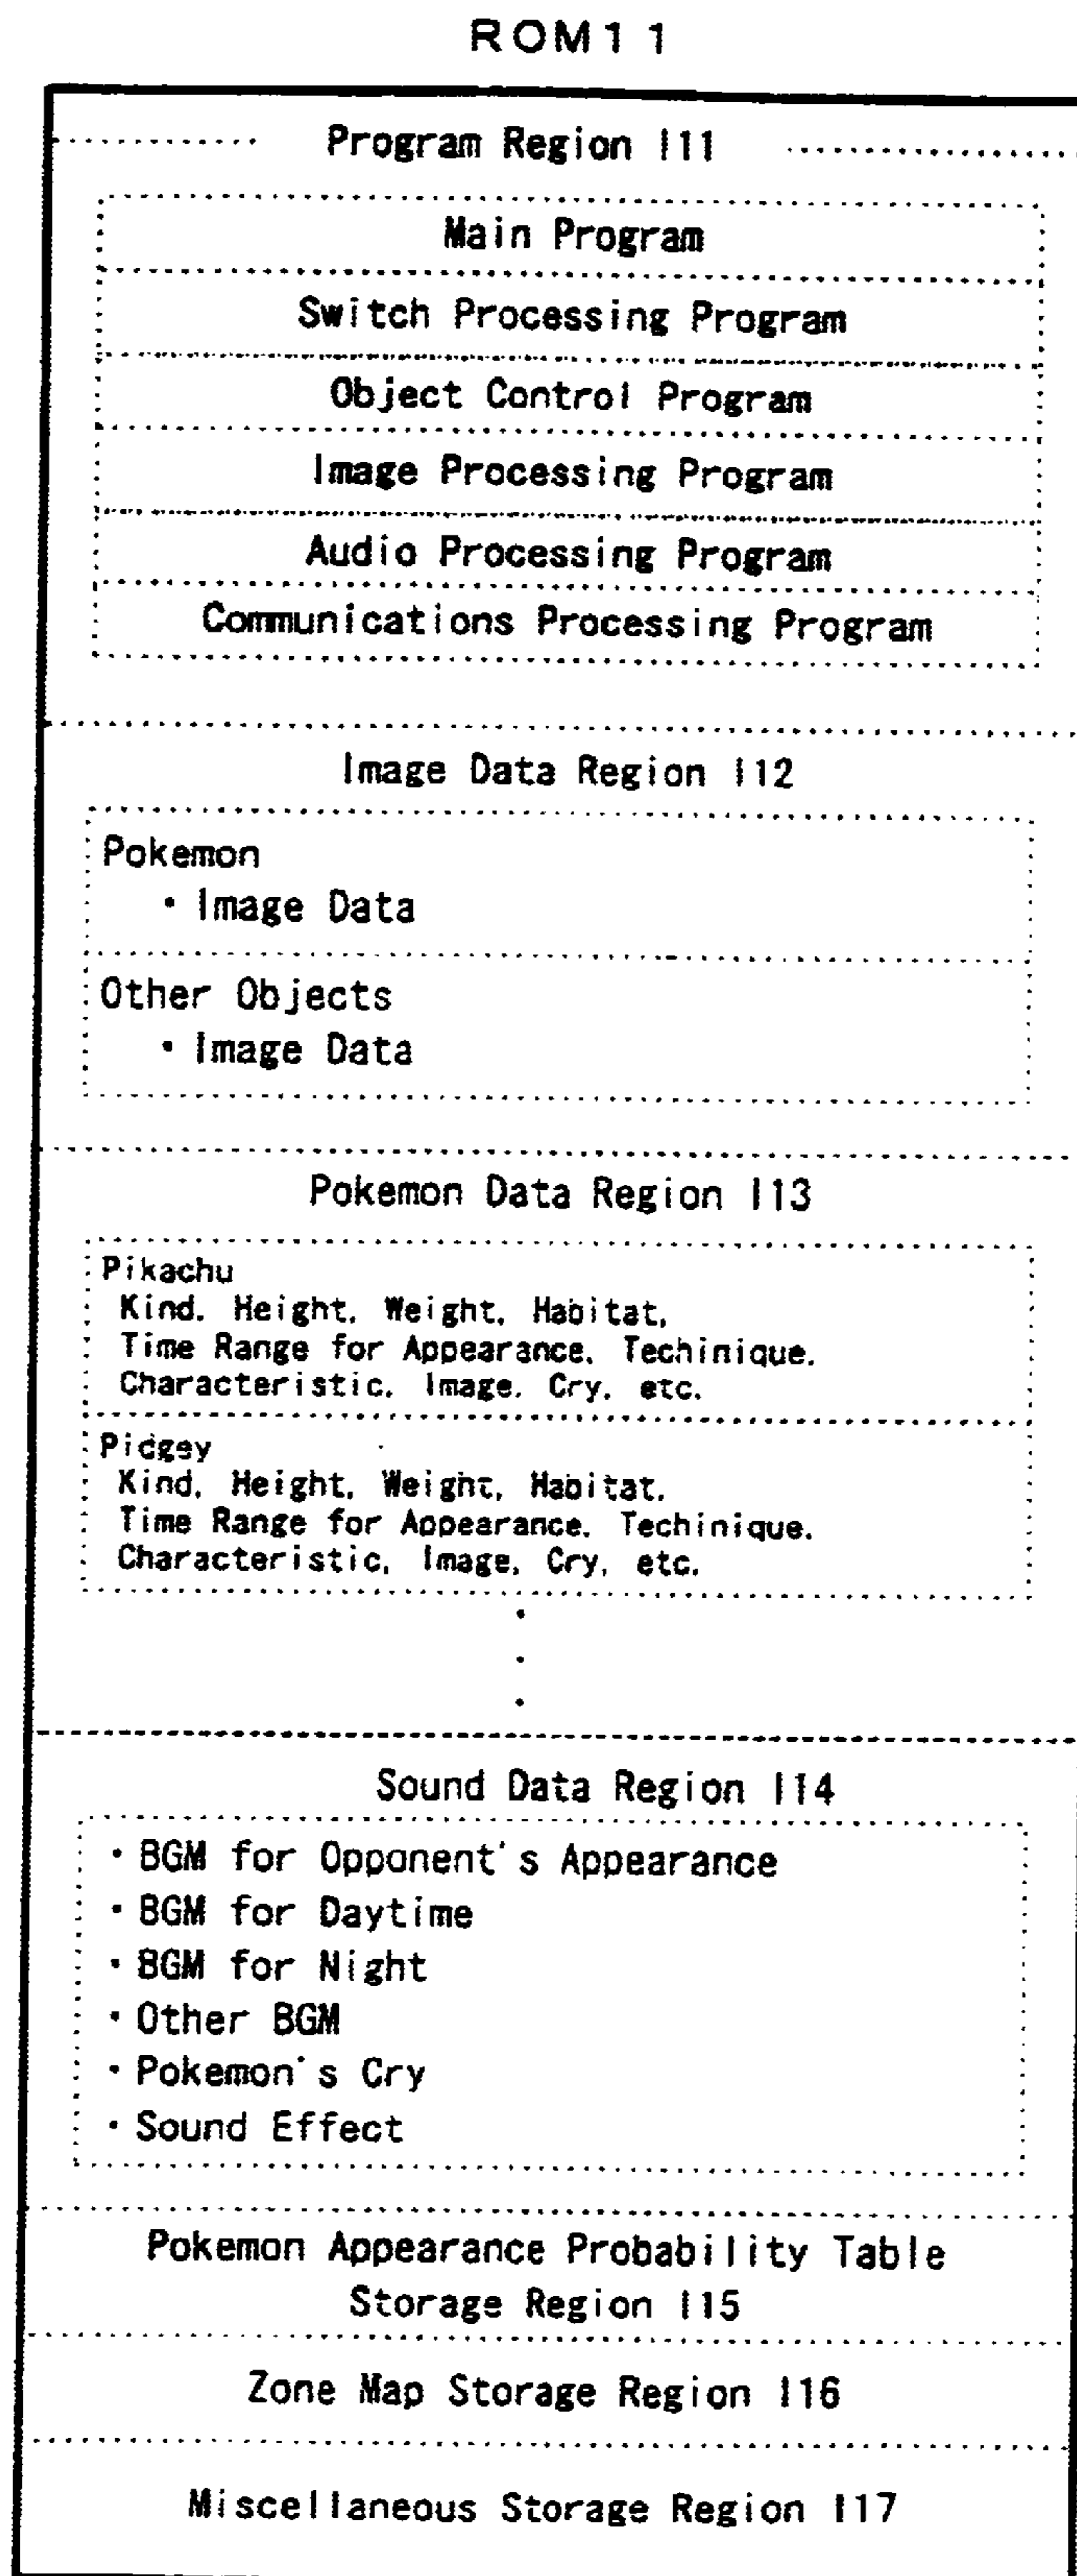 ROM11
Program Region 111
Main Program
Switch Processing Program
Object Control Program
Image Processing Program
Audio Processing Program
Communications Processing Program
Image Data Region 112
Pokemon
・Image Data
Other Objects
・Image Data
Pokemon Data Region 113
Pikachu
Kind, Height, Weight, Habitat,
Time Range for Appearance, Techinique,
Characteristic, Image, Cry, etc.
Pidgey
Kind, Height, Weight, Habitat,
Time Range for Appearance, Techinique,
Characteristic, Image, Cry, etc.
Sound Data Region 114
・BGM for Opponent's Appearance
・BGM for Daytime
・BGM for Night
・Other BGM
・Pokemon's Cry
・Sound Effect
Pokemon Appearance Probability Table
Storage Region 115
Zone Map Storage Region 116
Miscellaneous Storage Region 117